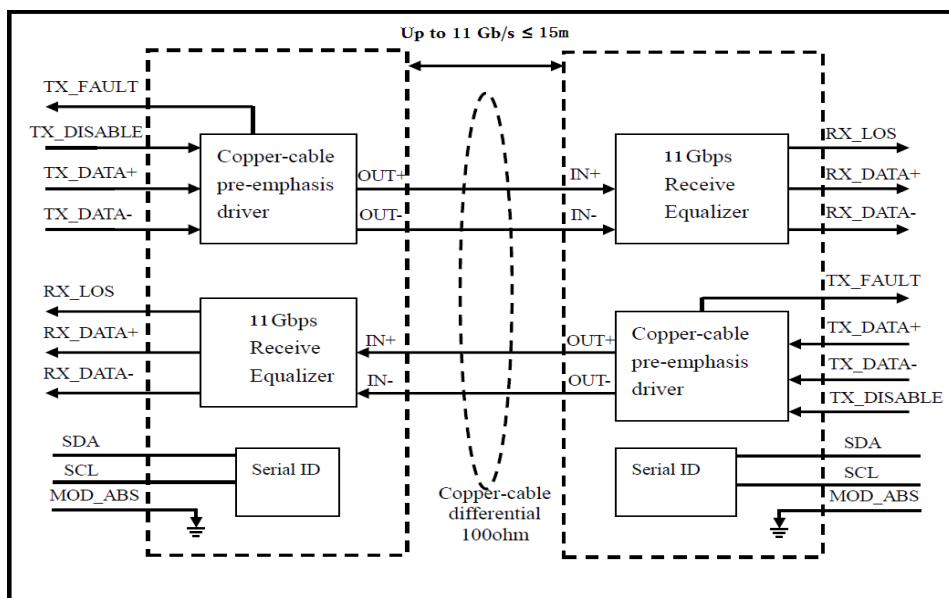 Up to 11 Gb/s ≤ 15m
TX_FAULT
TX_DISABLE
TX_DATA+
TX_DATA-
Copper-cable
pre-emphasis
driver
OUT+
OUT-
IN+
IN-
11 Gbps
Receive
Equalizer
RX_LOS
RX_DATA+
RX_DATA-
RX_LOS
RX_DATA+
RX_DATA-
11 Gbps
Receive
Equalizer
IN+
IN-
OUT+
OUT-
Copper-cable
pre-emphasis
driver
TX_FAULT
TX_DATA+
TX_DATA-
TX_DISABLE
SDA
SCL
MOD_ABS
Serial ID
Copper-cable
differential
100ohm
Serial ID
SDA
SCL
MOD_ABS